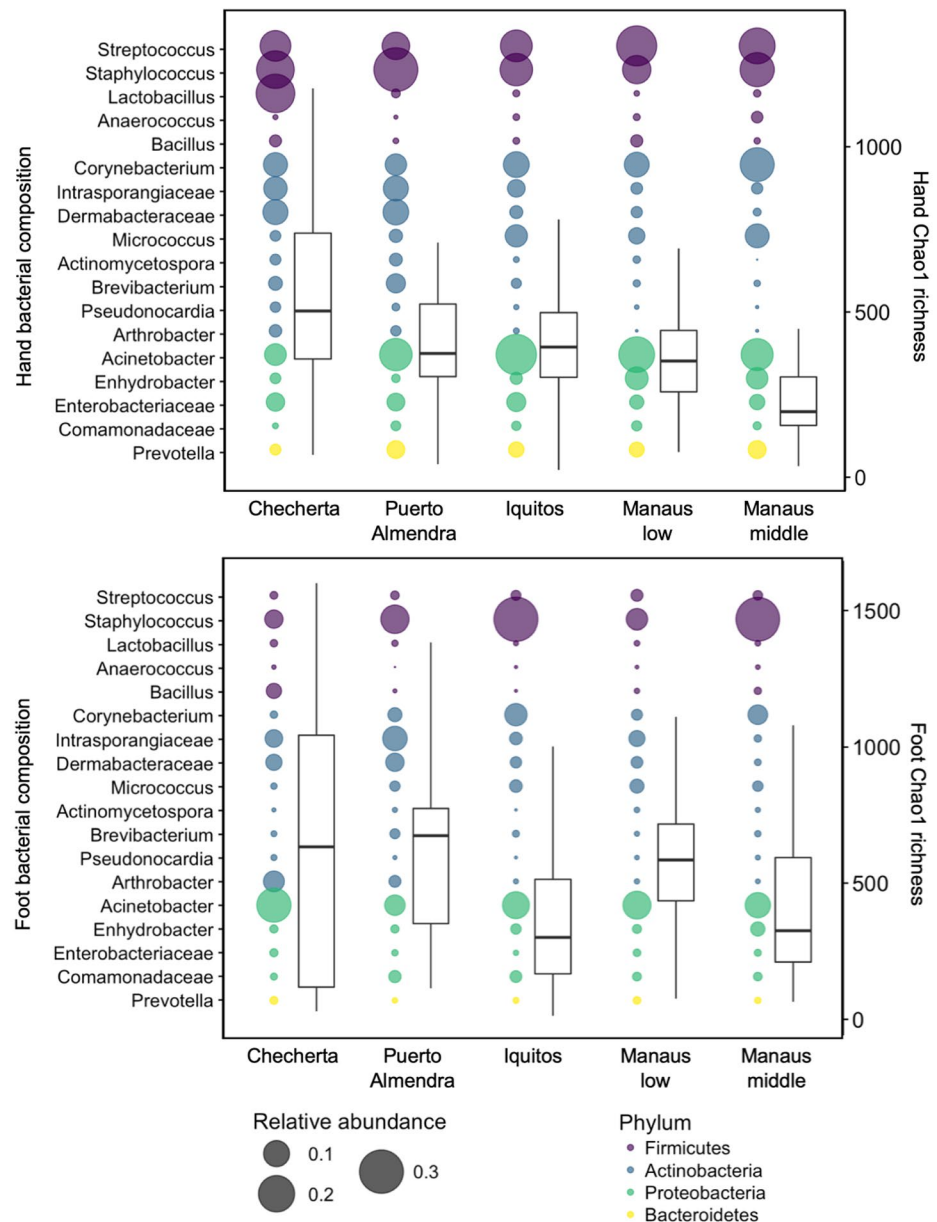 Hand bacterial composition
Streptococcus
Staphylococcus
Lactobacillus
Anaerococcus
Bacillus
Corynebacterium
Intrasporangiaceae
Dermabacteraceae
Micrococcus
Actinomycetospora
Brevibacterium
Pseudonocardia
Arthrobacter
Acinetobacter
Enhydrobacter
Enterobacteriaceae
Comamonadaceae
Prevotella
1000
500
0
Hand Chao1 richness
Checherta
Puerto
Almendra
Iquitos
Manaus
low
Manaus
middle
Foot bacterial composition
Streptococcus
Staphylococcus
Lactobacillus
Anaerococcus
Bacillus
Corynebacterium
Intrasporangiaceae
Dermabacteraceae
Micrococcus
Actinomycetospora
Brevibacterium
Pseudonocardia
Arthrobacter
Acinetobacter
Enhydrobacter
Enterobacteriaceae
Comamonadaceae
Prevotella
1500
1000
500
0
Foot Chao1 richness
Checherta
Puerto
Almendra
Iquitos
Manaus
low
Manaus
middle
Relative abundance
0.1
0.2
0.3
Phylum
Firmicutes
Actinobacteria
Proteobacteria
Bacteroidetes